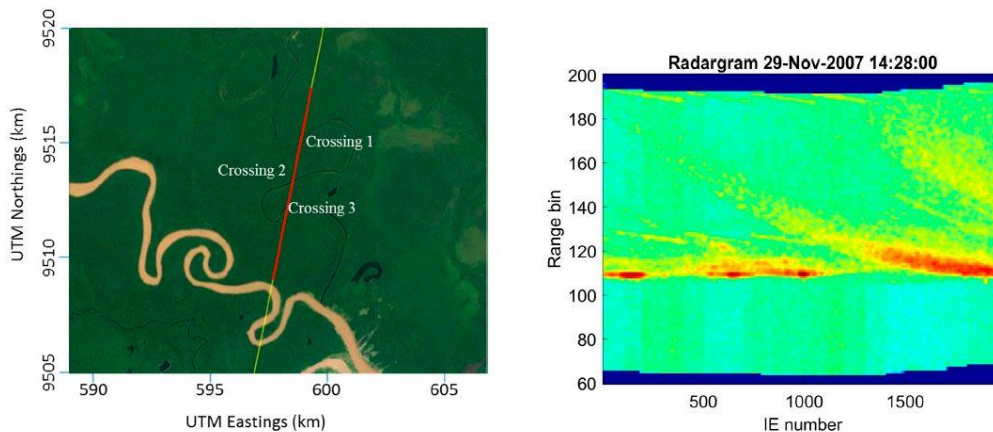 9520
9515
9510
9505
UTM Northings (km)
Crossing 1
Crossing 2
Crossing 3
590
595
600
605
UTM Eastings (km)
Radargram 29-Nov-2007 14:28:00
200
180
160
140
120
100
80
60
Range bin
500
1000
1500
IE number